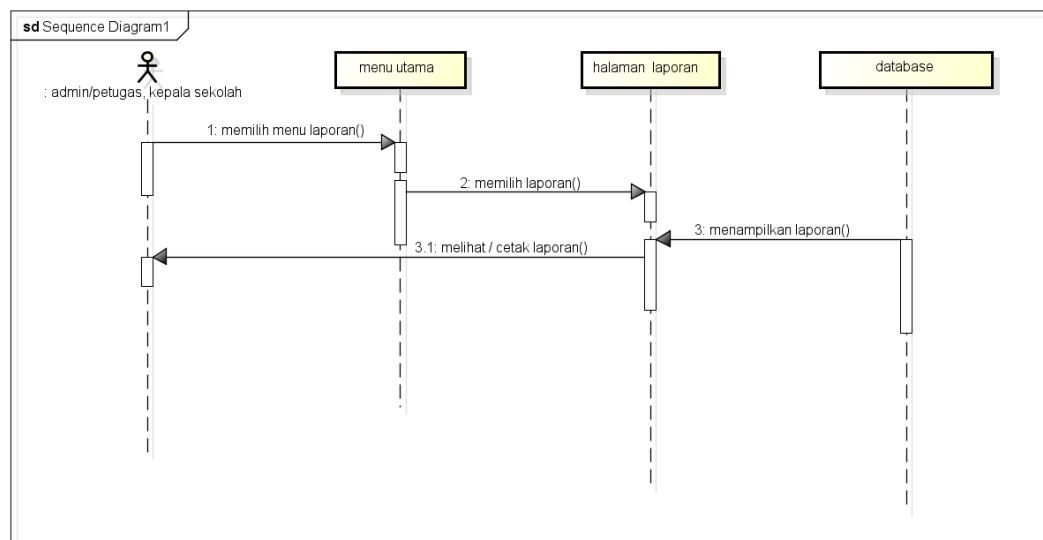 sd Sequence Diagram1
menu utama
halaman laporan
database
: admin/petugas, kepala sekolah
1: memilih menu laporan()
2: memilih laporan()
3: menampilkan laporan()
3.1: melihat / cetak laporan()